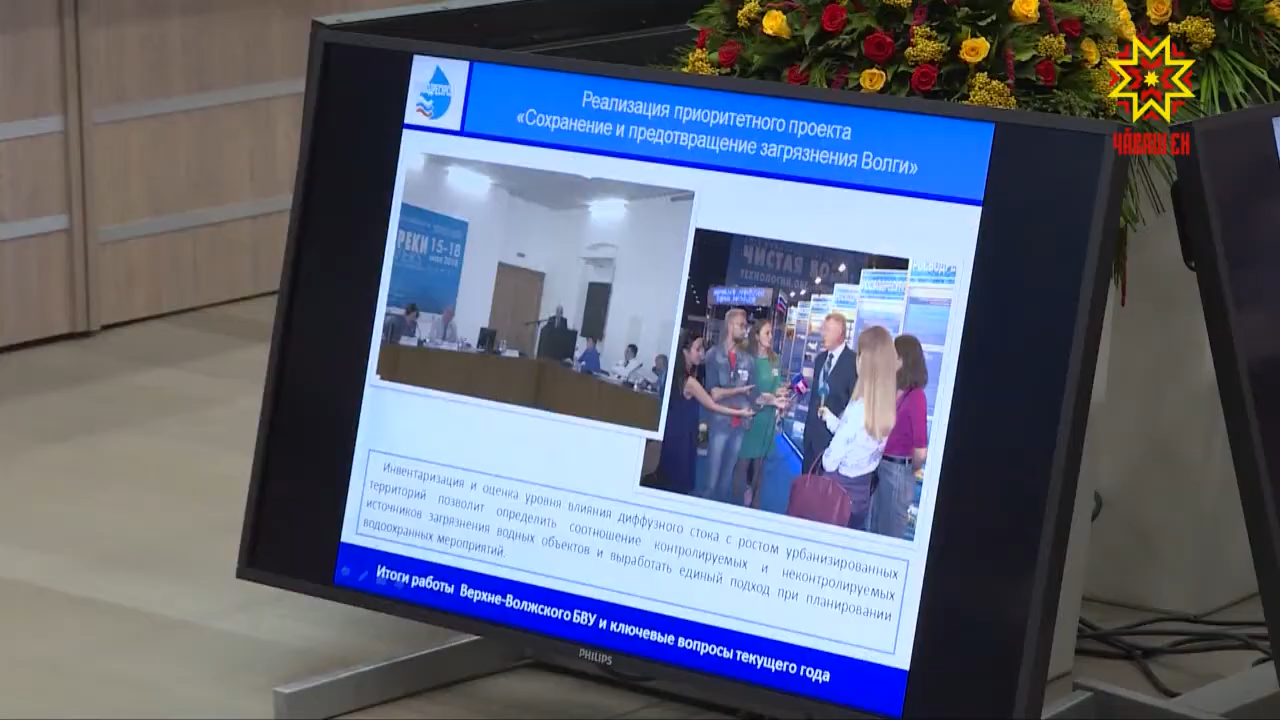 Реализация приоритетного проекта
«Сохранение и предотвращение загрязнения Волги»
ЧӐВАШ ЕН
РЕКИ 15-18
ЧИСТАЯ
Инвентаризация и оценка уровня влияния диффузного стока с ростом урбанизированных
территорий позволит определить соотношение контролируемых и неконтролируемых
источников загрязнения водных объектов и выработать единый подход при планировании
водоохранных мероприятий.
Итоги работы Верхне-Волжского БВУ и ключевые вопросы текущего года
PHILIPS